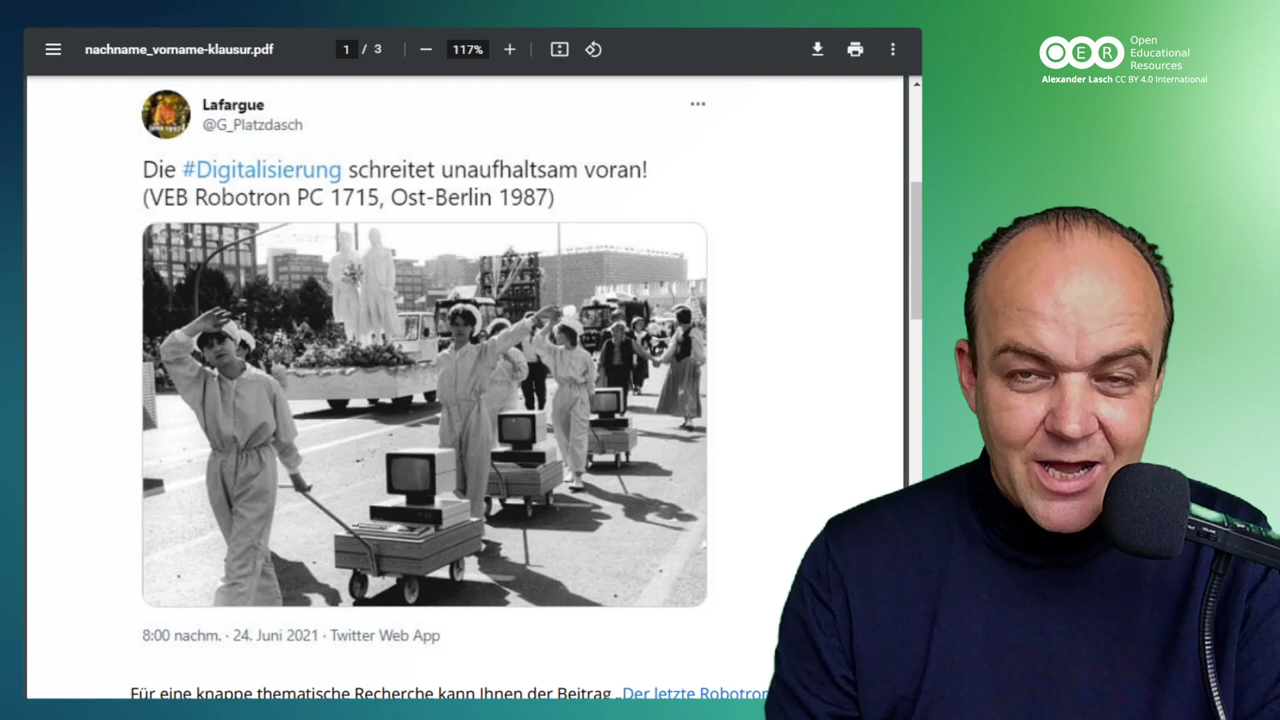 nachname_vorname-klausur.pdf
1 / 3
117%
OER
Open
Educational
Resources
Alexander Lasch CC BY 4.0 International
Lafargue
@G_Platzdasch
Die #Digitalisierung schreitet unaufhaltsam voran!
(VEB Robotron PC 1715, Ost-Berlin 1987)
8:00 nachm. · 24. Juni 2021 · Twitter Web App
Für eine knappe thematische Recherche kann Ihnen der Beitrag „Der letzte Robotron